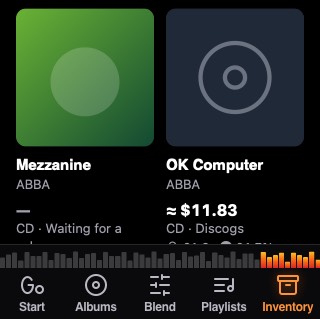 Mezzanine
ABBA
—
CD · Waiting for a
OK Computer
ABBA
≈ $11.83
CD · Discogs
Start
Albums
Blend
Playlists
Inventory